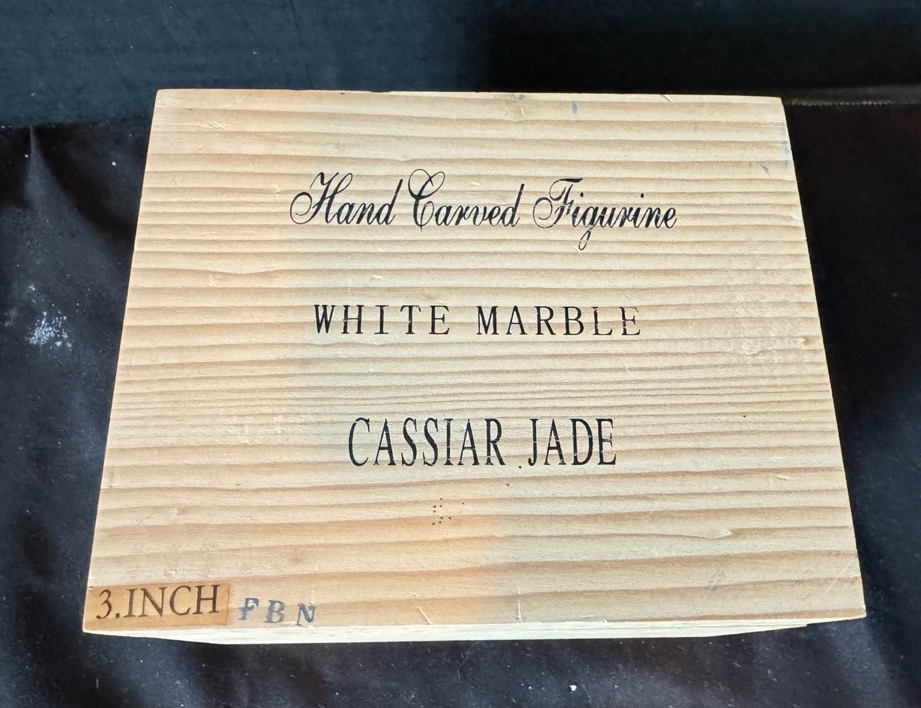 Hand Carved Figurine
WHITE MARBLE
CASSIAR JADE
3.INCH FBN